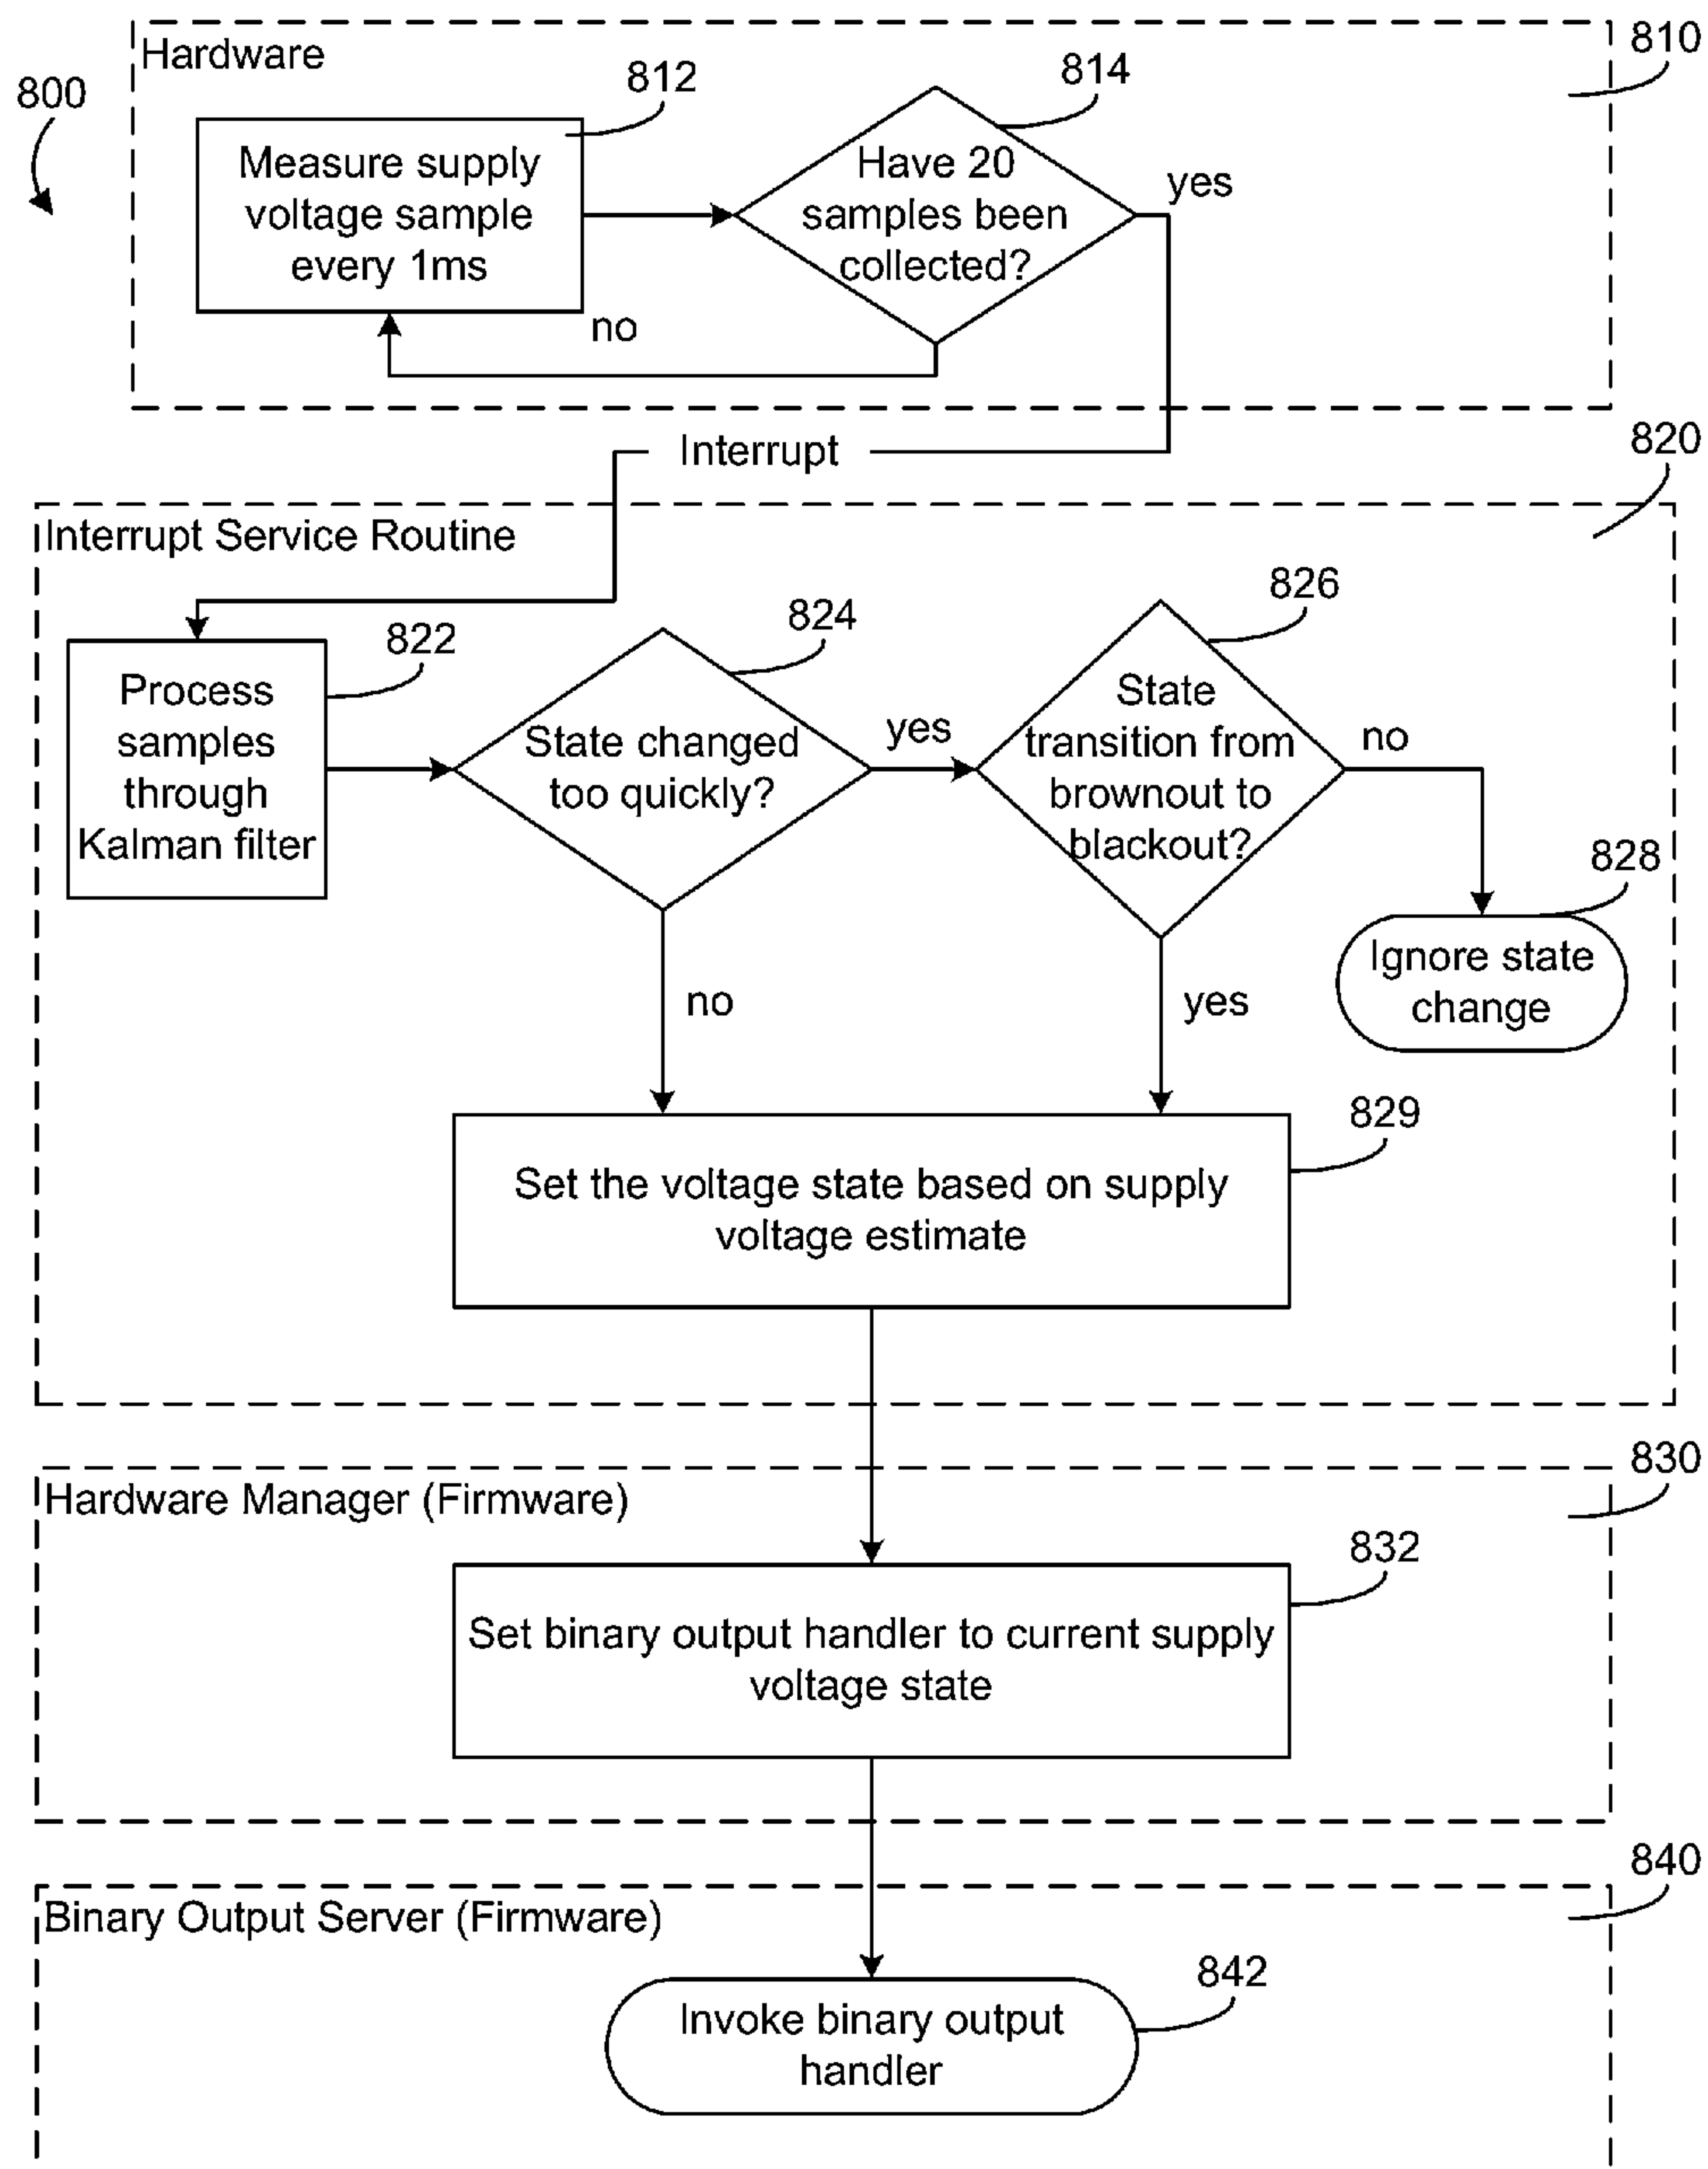 Hardware
810
800
812
814
Measure supply
voltage sample
every 1ms
Have 20
samples been
collected?
yes
no
Interrupt
820
Interrupt Service Routine
822
824
826
Process
samples
through
Kalman filter
State changed
too quickly?
yes
State
transition from
brownout to
blackout?
no
828
Ignore state
change
no
yes
829
Set the voltage state based on supply
voltage estimate
830
Hardware Manager (Firmware)
832
Set binary output handler to current supply
voltage state
840
Binary Output Server (Firmware)
842
Invoke binary output
handler